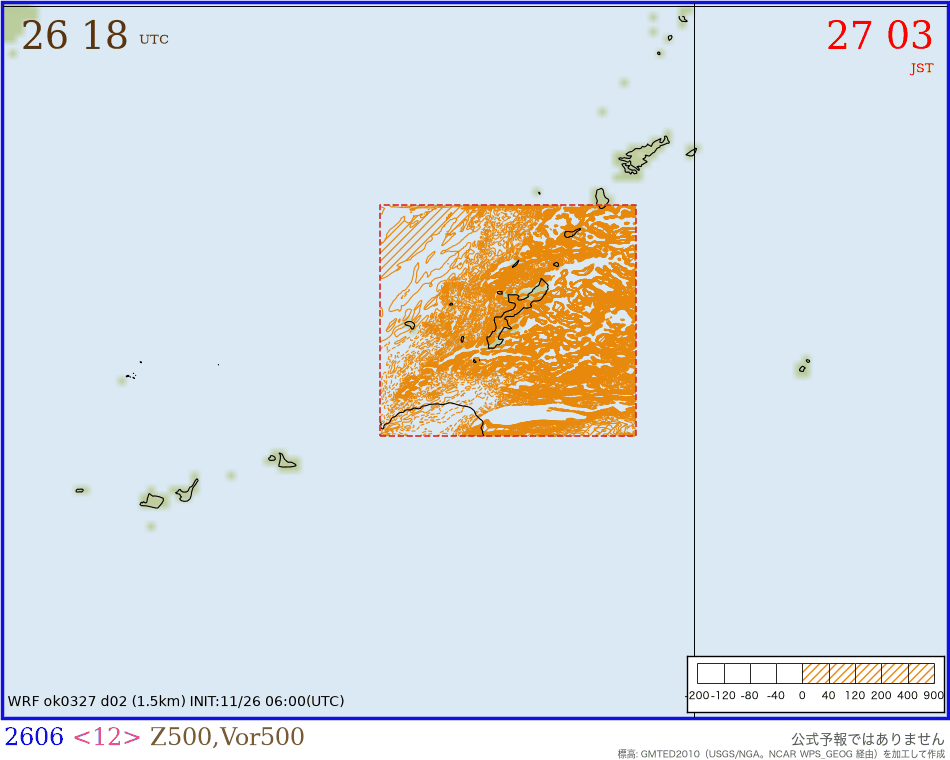 26 18 UTC
27 03
JST
-200 -120 -80 -40 0 40 120 200 400 900
WRF ok0327 d02 (1.5km) INIT:11/26 06:00(UTC)
2606 <12> Z500,Vor500
公式予報ではありません
標高: GMTED2010（USGS/NGA。NCAR WPS_GEOG 経由）を加工して作成